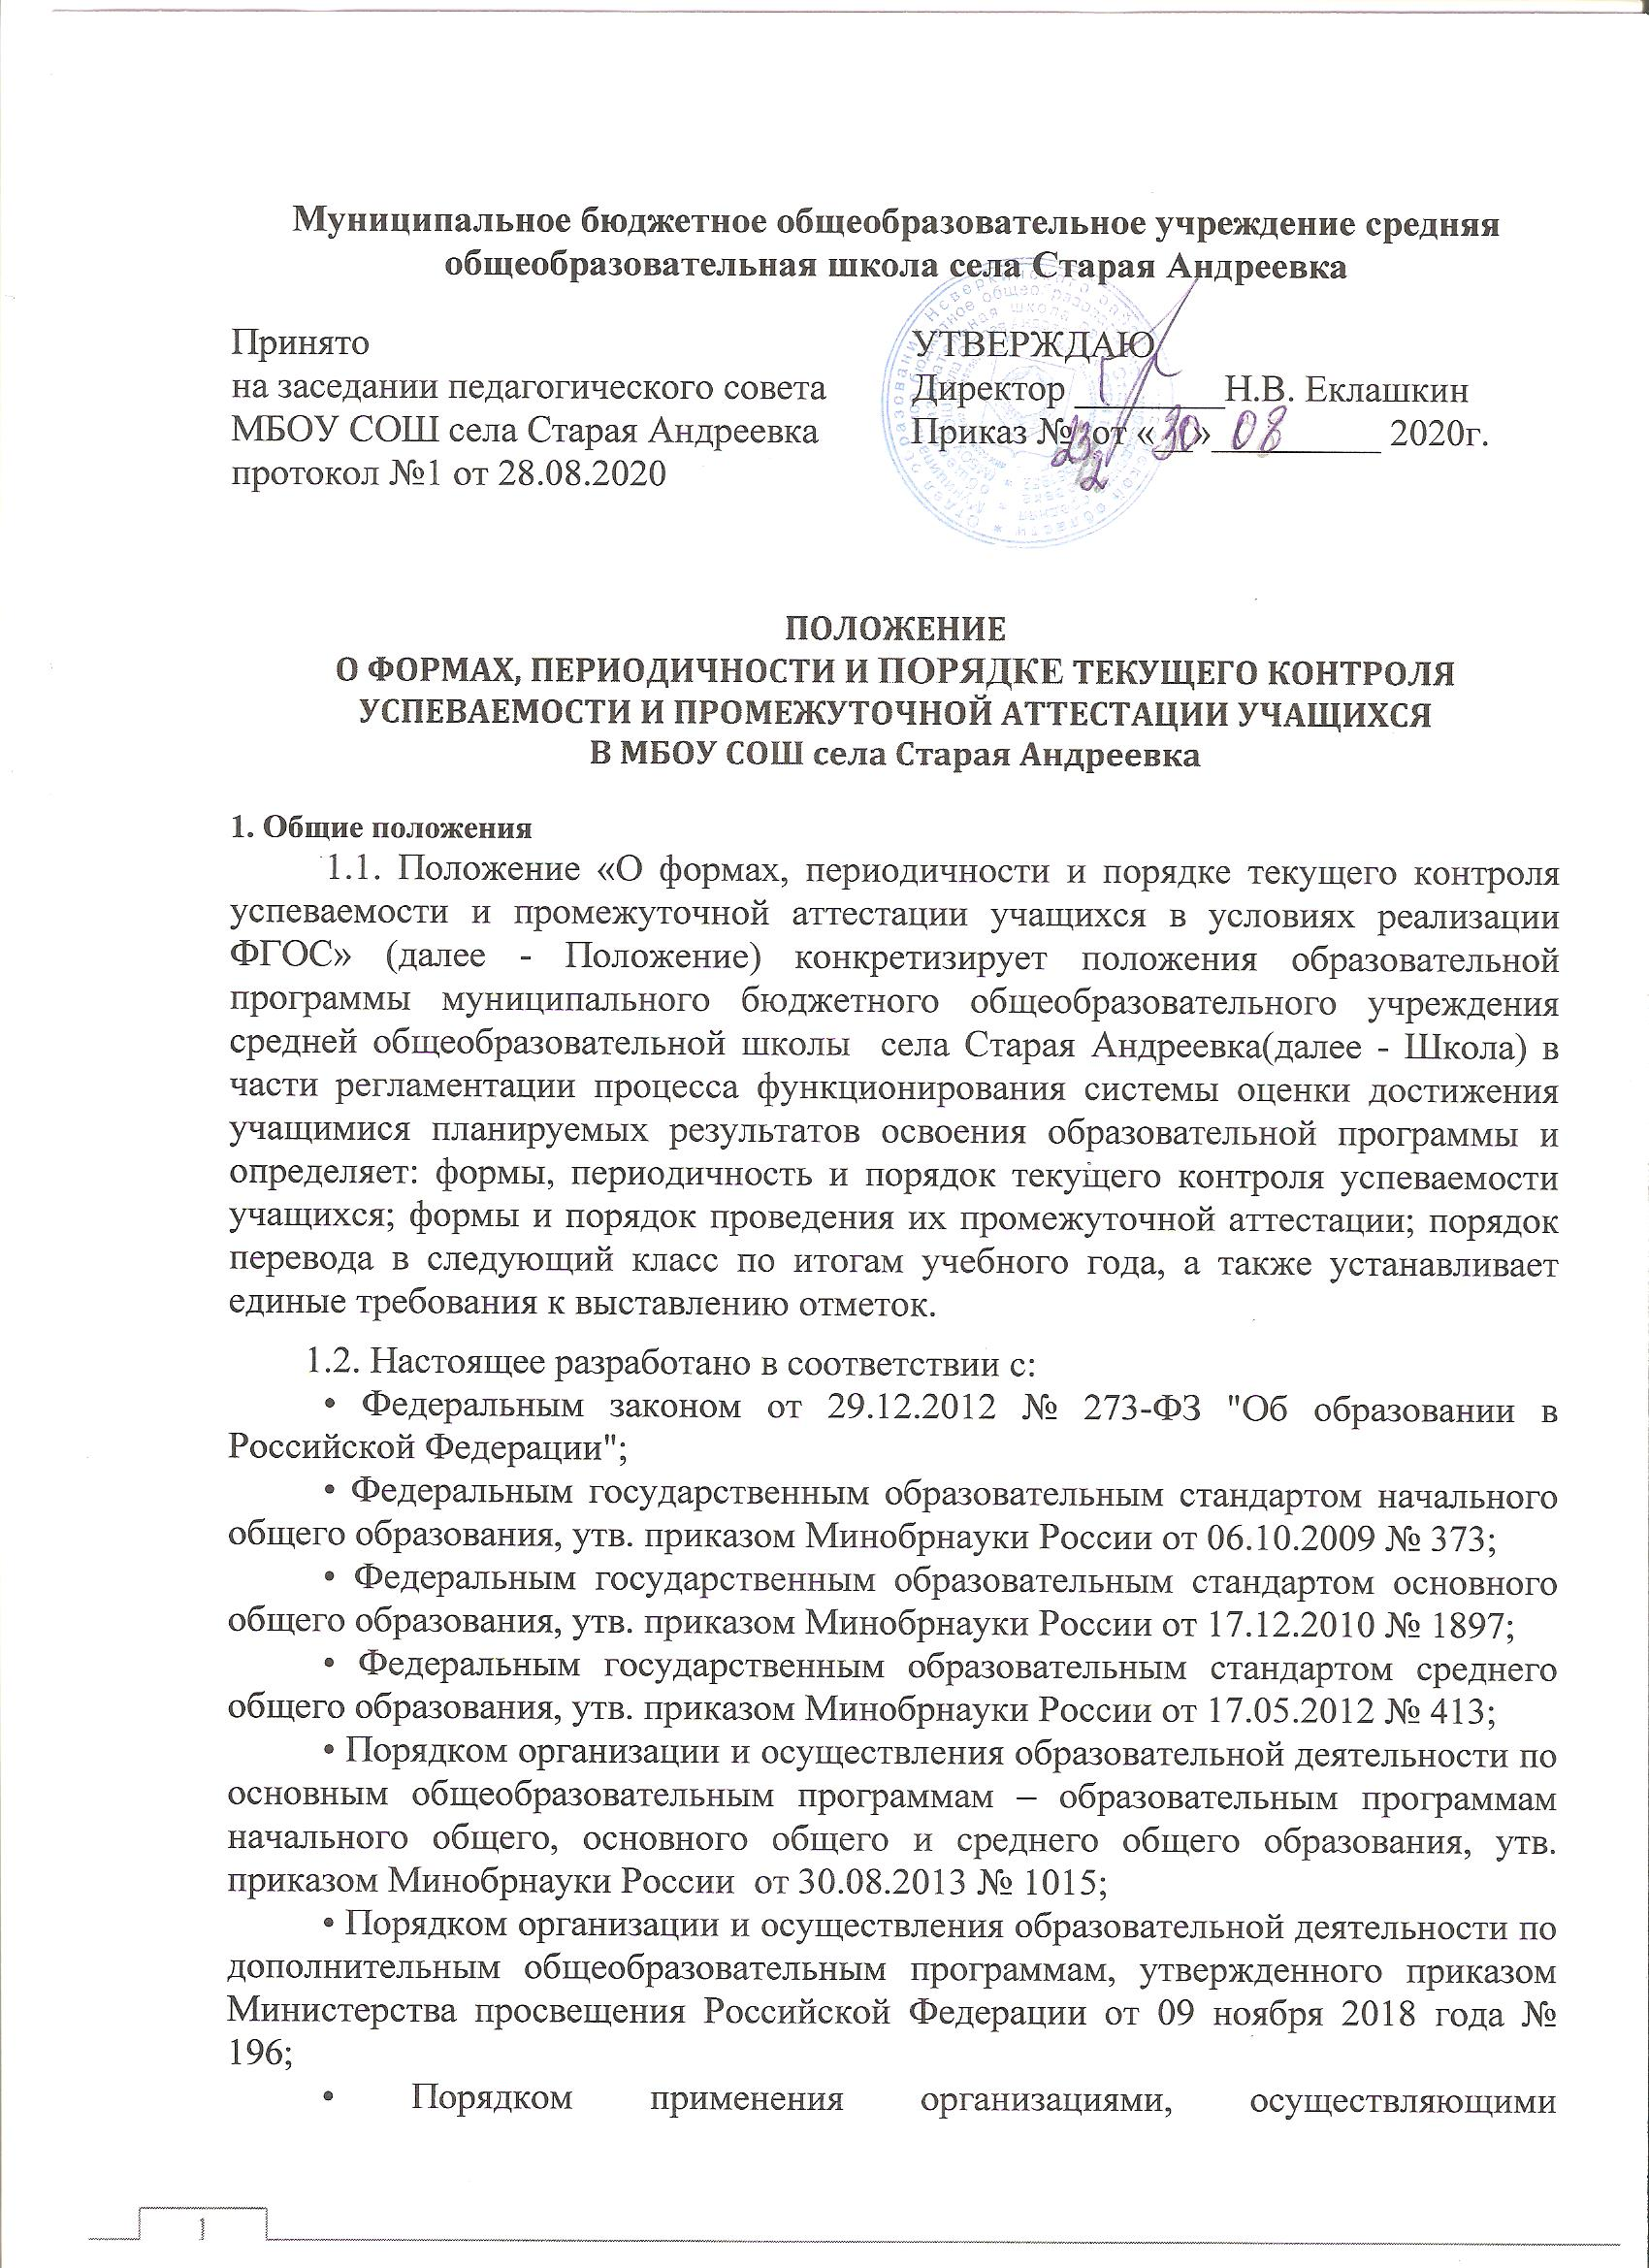 Муниципальное бюджетное общеобразовательное учреждение средняя
общеобразовательная школа села Старая Андреевка
Принято
на заседании педагогического совета
МБОУ СОШ села Старая Андреевка
протокол №1 от 28.08.2020
УТВЕРЖДАЮ
Директор ________Н.В. Еклашкин
Приказ № от «30» 08 2020г.
ПОЛОЖЕНИЕ
О ФОРМАХ, ПЕРИОДИЧНОСТИ И ПОРЯДКЕ ТЕКУЩЕГО КОНТРОЛЯ
УСПЕВАЕМОСТИ И ПРОМЕЖУТОЧНОЙ АТТЕСТАЦИИ УЧАЩИХСЯ
В МБОУ СОШ села Старая Андреевка
1. Общие положения
1.1. Положение «О формах, периодичности и порядке текущего контроля
успеваемости и промежуточной аттестации учащихся в условиях реализации
ФГОС» (далее - Положение) конкретизирует положения образовательной
программы муниципального бюджетного общеобразовательного учреждения
средней общеобразовательной школы села Старая Андреевка(далее - Школа) в
части регламентации процесса функционирования системы оценки достижения
учащимися планируемых результатов освоения образовательной программы и
определяет: формы, периодичность и порядок текущего контроля успеваемости
учащихся; формы и порядок проведения их промежуточной аттестации; порядок
перевода в следующий класс по итогам учебного года, а также устанавливает
единые требования к выставлению отметок.
1.2. Настоящее разработано в соответствии с:
• Федеральным законом от 29.12.2012 № 273-ФЗ "Об образовании в
Российской Федерации";
• Федеральным государственным образовательным стандартом начального
общего образования, утв. приказом Минобрнауки России от 06.10.2009 № 373;
• Федеральным государственным образовательным стандартом основного
общего образования, утв. приказом Минобрнауки России от 17.12.2010 № 1897;
• Федеральным государственным образовательным стандартом среднего
общего образования, утв. приказом Минобрнауки России от 17.05.2012 № 413;
• Порядком организации и осуществления образовательной деятельности по
основным общеобразовательным программам – образовательным программам
начального общего, основного общего и среднего общего образования, утв.
приказом Минобрнауки России от 30.08.2013 № 1015;
• Порядком организации и осуществления образовательной деятельности по
дополнительным общеобразовательным программам, утвержденного приказом
Министерства просвещения Российской Федерации от 09 ноября 2018 года №
196;
• Порядком применения организациями, осуществляющими
1